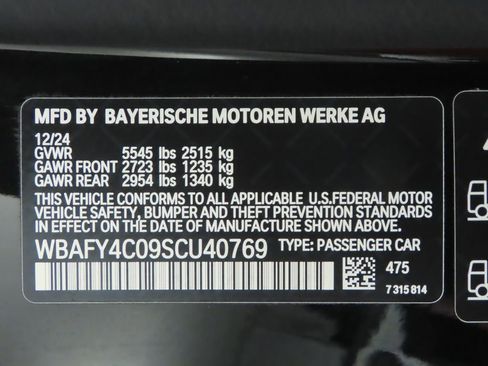 MFD BY BAYERISCHE MOTOREN WERKE AG
12/24
GVWR 5545 lbs 2515 kg
GAWR FRONT 2723 lbs 1235 kg
GAWR REAR 2954 lbs 1340 kg
THIS VEHICLE CONFORMS TO ALL APPLICABLE U.S.FEDERAL MOTOR
VEHICLE SAFETY, BUMPER AND THEFT PREVENTION STANDARDS
IN EFFECT ON THE DATE OF MANUFACTURE SHOWN ABOVE.
WBAFY4C09SCU40769 TYPE: PASSENGER CAR
475
7 315 814